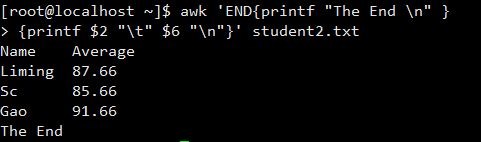 [root@localhost ~]$ awk 'END{printf "The End \n" }
> {printf $2 "\t" $6 "\n"}' student2.txt
Name    Average
Liming  87.66
Sc      85.66
Gao     91.66
The End